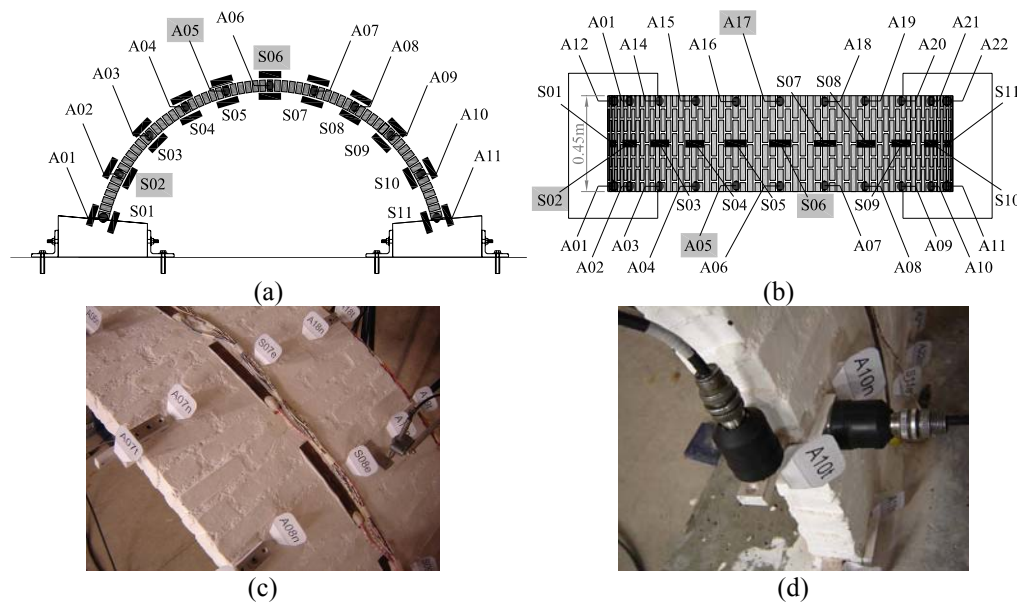 A06
A05
A04
S06
A07
A08
A03
A09
A02
S04
S05
S07
S08
A10
S03
S09
A01
S02
S10
A11
S01
S11
(a)
A01
A15
A17
A19
A21
A12
A14
A16
A18
A20
A22
S07
S08
S01
S11
0.45m
S02
S03
S04
S05
S06
S09
S10
A01
A03
A05
A07
A09
A11
A02
A04
A06
A08
A10
(b)
S07e
A18n
A07n
A07t
S08e
A08n
(c)
A10n
A10t
(d)